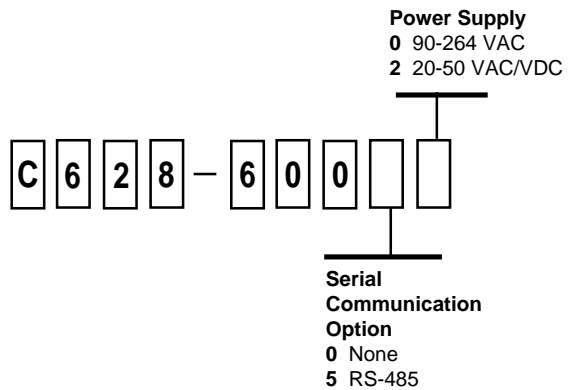 Power Supply
0 90-264 VAC
2 20-50 VAC/VDC
C 6 2 8 – 6 0 0
Serial
Communication
Option
0 None
5 RS-485